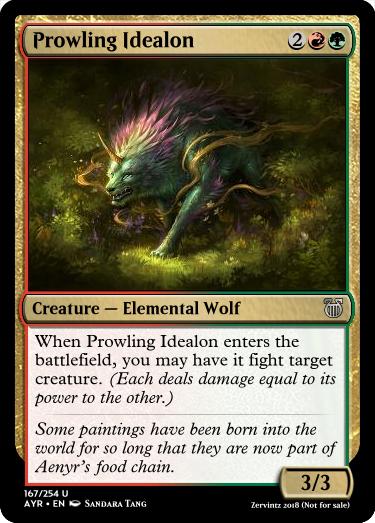 Prowling Idealon 2
Creature — Elemental Wolf
When Prowling Idealon enters the
battlefield, you may have it fight target
creature. (Each deals damage equal to its
power to the other.)
Some paintings have been born into the
world for so long that they are now part of
Aenyr's food chain.
3/3
167/254 U
AYR • EN Sandara Tang
Zervintz 2018 (Not for sale)